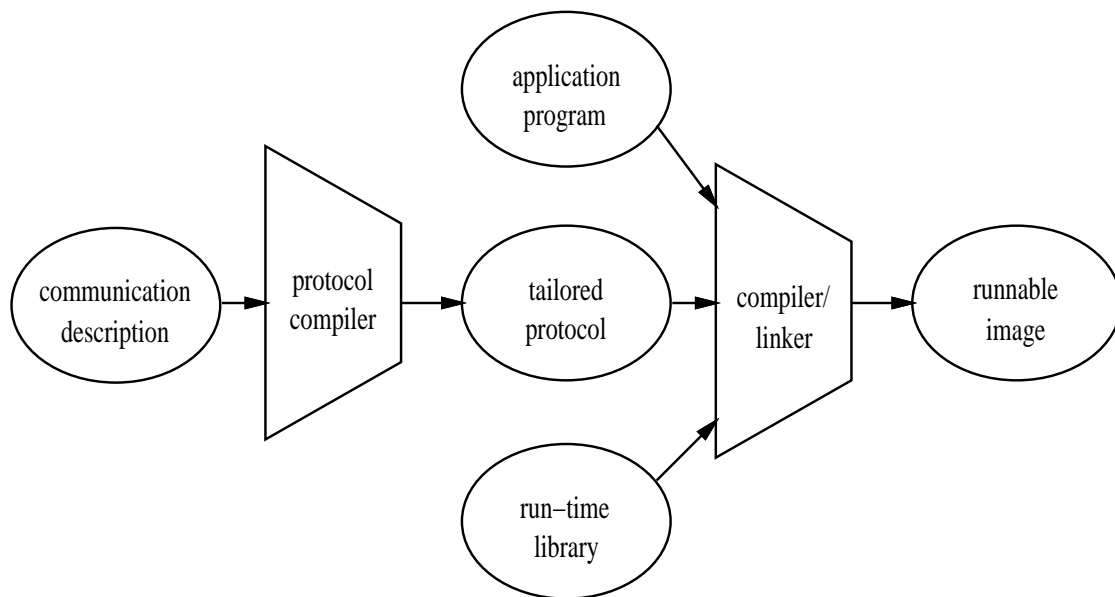 application
program
communication
description
protocol
compiler
tailored
protocol
compiler/
linker
runnable
image
run−time
library